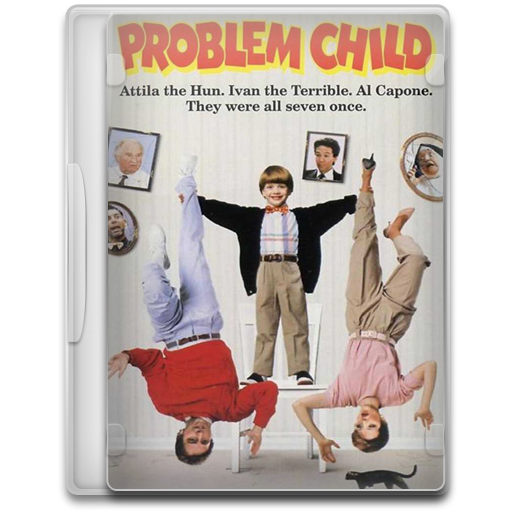 PROBLEM CHILD
Attila the Hun. Ivan the Terrible. Al Capone.
They were all seven once.